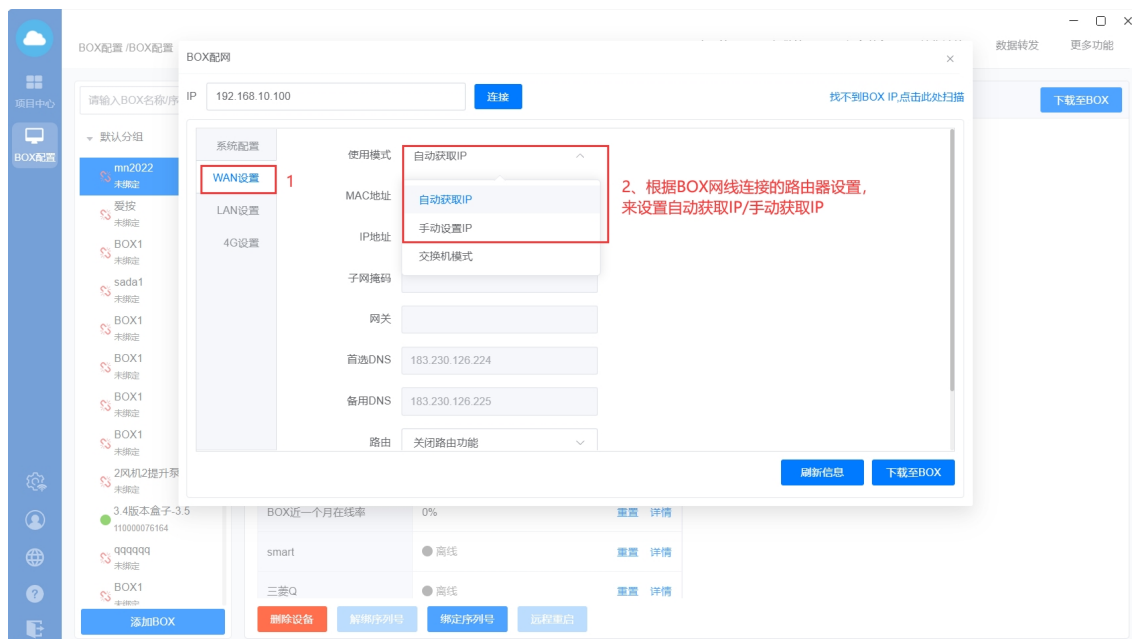 BOX配置 /BOX配置
数据转发
更多功能
项目中心
BOX配置
请输入BOX名称/序
下载至BOX
默认分组
mn2022
未绑定
爱按
未绑定
BOX1
未绑定
sada1
未绑定
BOX1
未绑定
BOX1
未绑定
BOX1
未绑定
BOX1
未绑定
2风机2提升泵
未绑定
3.4版本盒子-3.5
110000076164
qqqqqq
未绑定
BOX1
未绑定
添加BOX
BOX配网
IP
192.168.10.100
连接
找不到BOX IP,点击此处扫描
系统配置
WAN设置
1
LAN设置
4G设置
使用模式
自动获取IP
MAC地址
自动获取IP
手动设置IP
IP地址
交换机模式
2、根据BOX网线连接的路由器设置，
来设置自动获取IP/手动获取IP
子网掩码
网关
首选DNS
183.230.126.224
备用DNS
183.230.126.225
路由
关闭路由功能
刷新信息
下载至BOX
BOX近一个月在线率
0%
重置
详情
smart
离线
重置
详情
三菱Q
离线
重置
详情
删除设备
解绑序列号
绑定序列号
远程重启